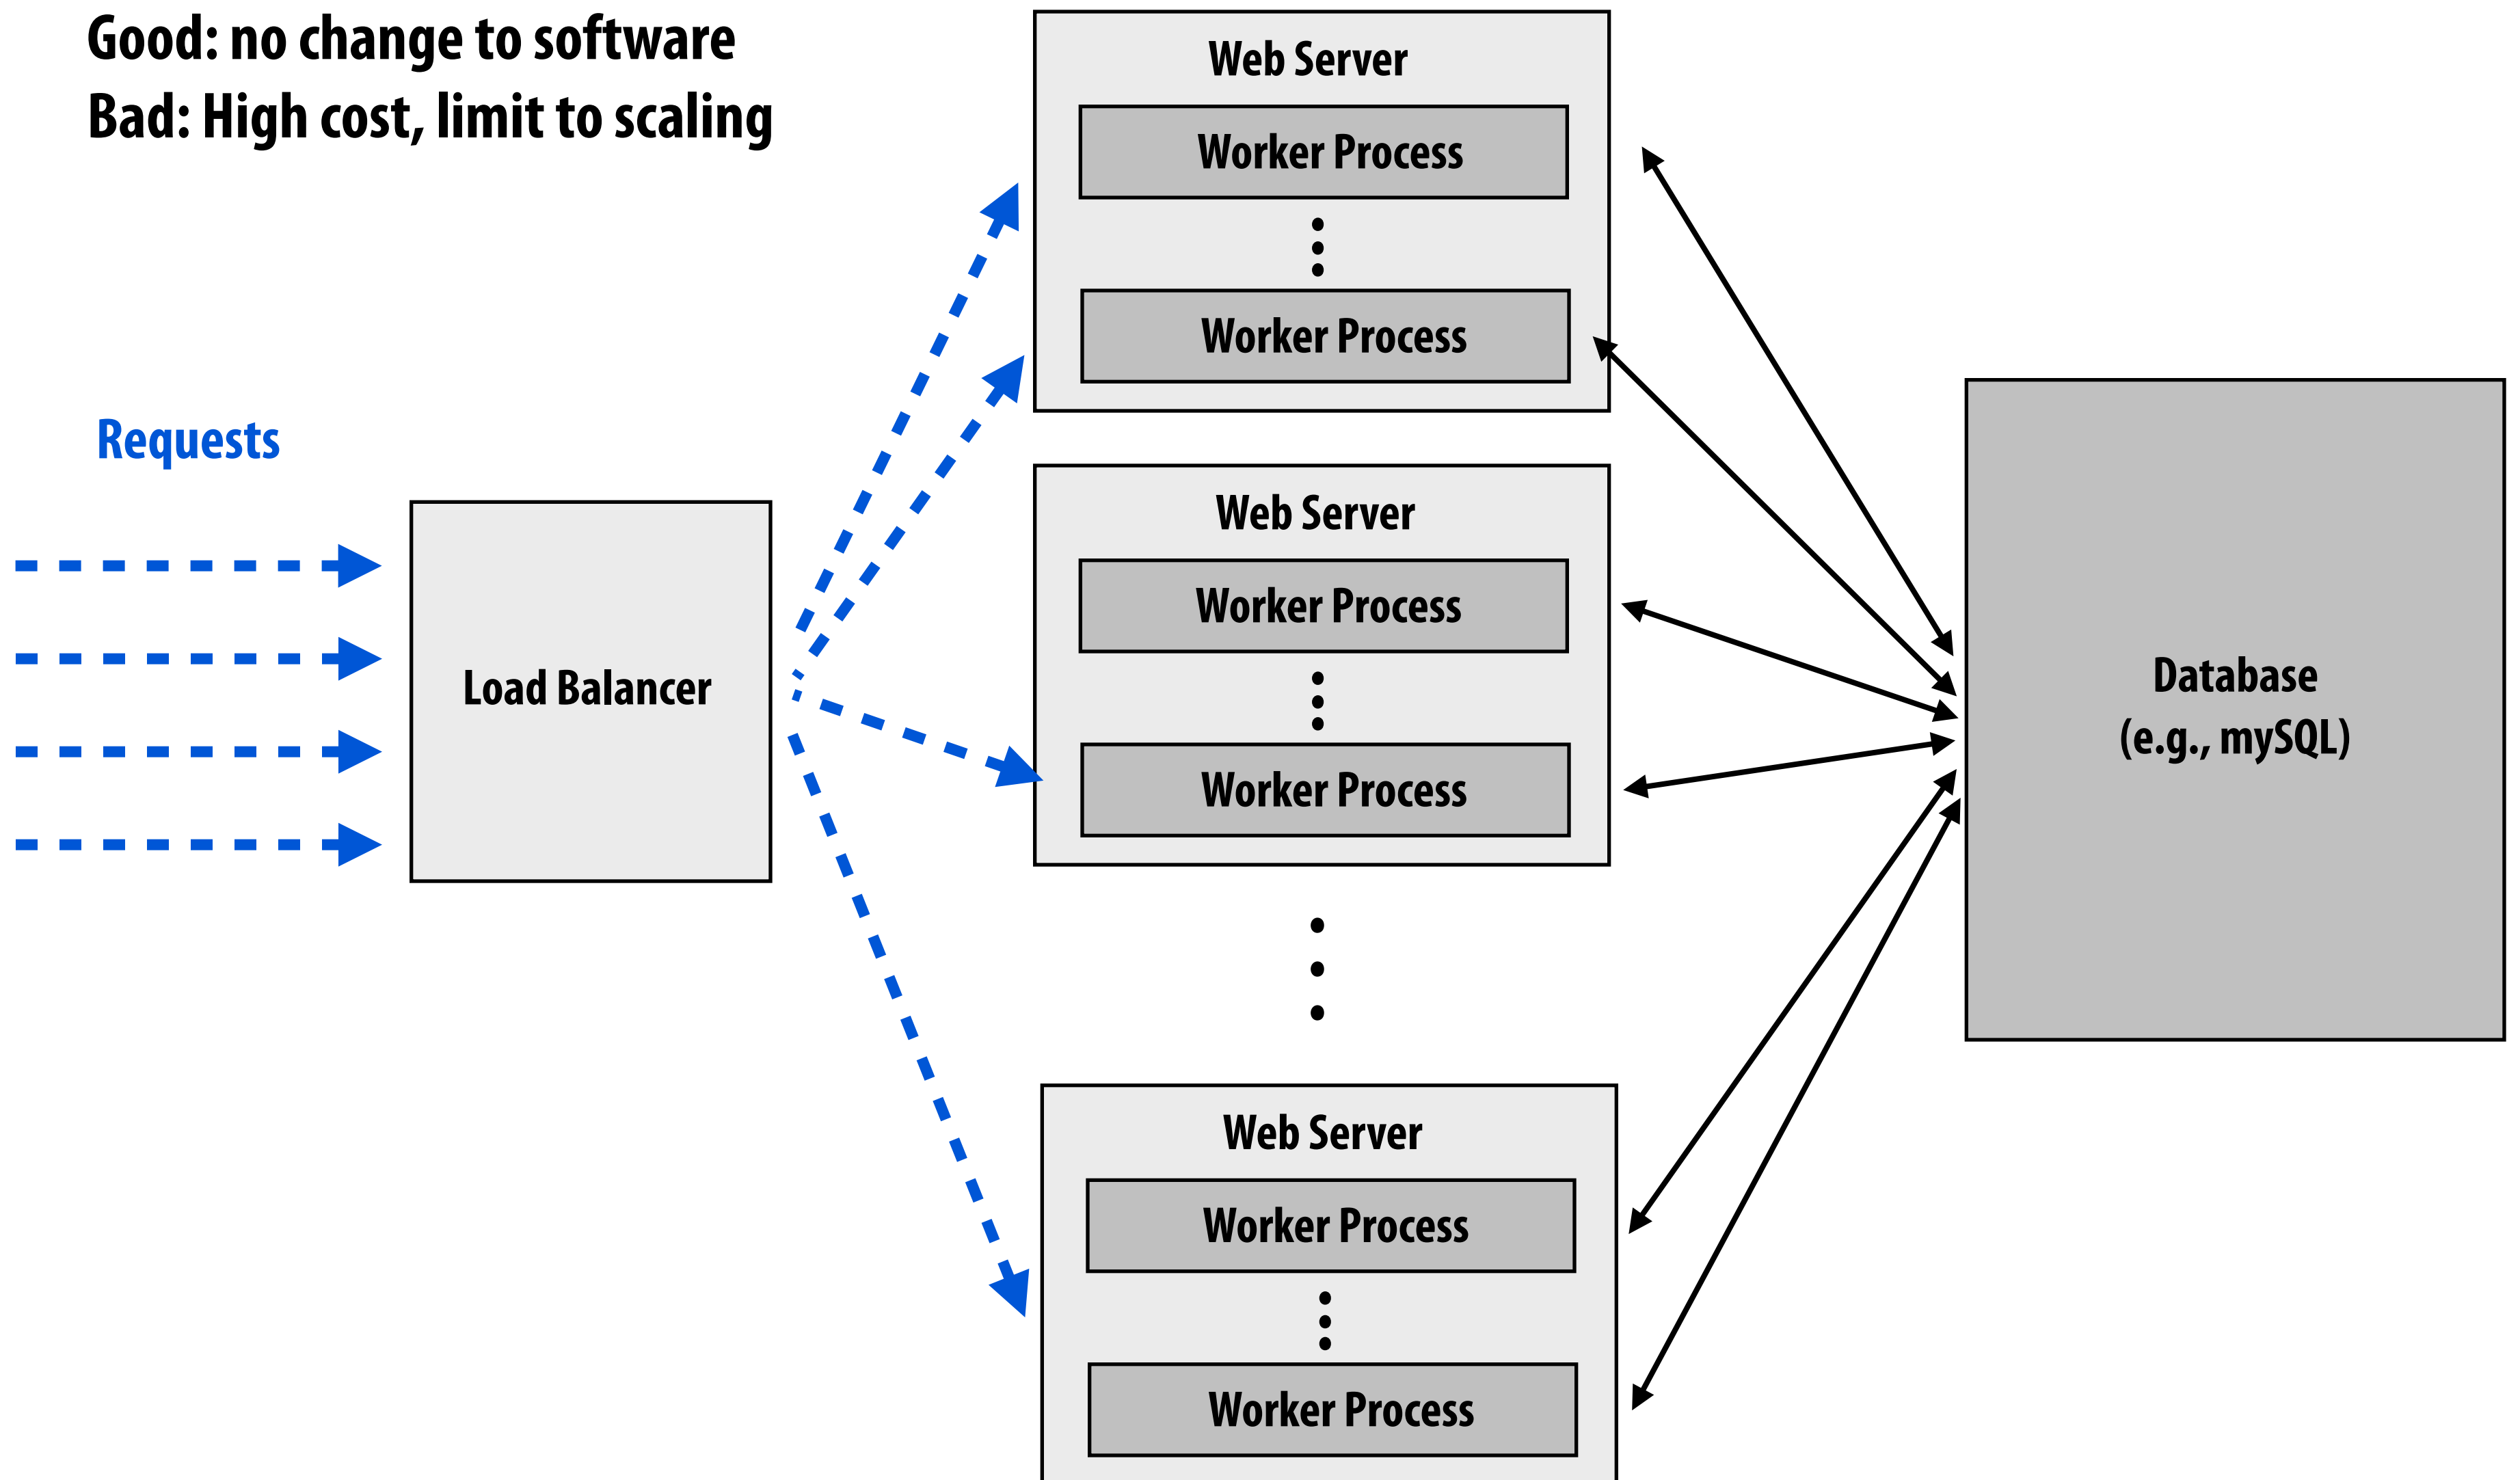 Good: no change to software
Bad: High cost, limit to scaling
Requests
Load Balancer
Web Server
Worker Process
Worker Process
Web Server
Worker Process
Worker Process
Web Server
Worker Process
Worker Process
Database
(e.g., mySQL)